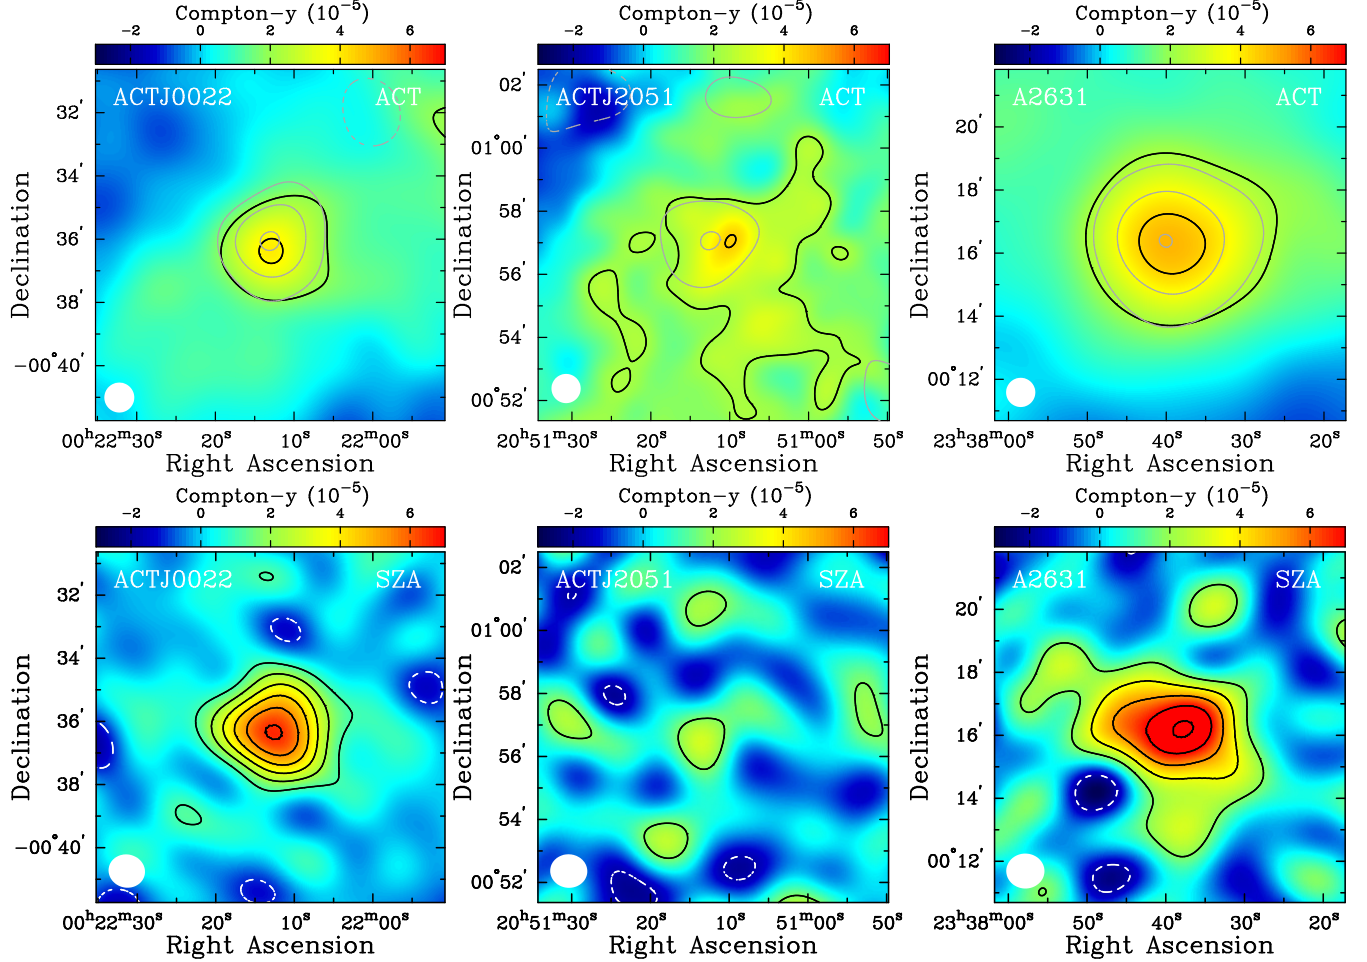 Compton-y (10⁻⁵) Compton-y (10⁻⁵) Compton-y (10⁻⁵)
-2 0 2 4 6 -2 0 2 4 6 -2 0 2 4 6
ACTJ0022 ACT ACTJ2051 ACT A2631 ACT
Declination
32′
34′
36′
38′
-00°40′
00ʰ22ᵐ30ˢ 20ˢ 10ˢ 22ᵐ00ˢ
Right Ascension
Declination
02′
01°00′
58′
56′
54′
00°52′
20ʰ51ᵐ30ˢ 20ˢ 10ˢ 51ᵐ00ˢ 50ˢ
Right Ascension
Declination
20′
18′
16′
14′
00°12′
23ʰ38ᵐ00ˢ 50ˢ 40ˢ 30ˢ 20ˢ
Right Ascension
Compton-y (10⁻⁵) Compton-y (10⁻⁵) Compton-y (10⁻⁵)
-2 0 2 4 6 -2 0 2 4 6 -2 0 2 4 6
ACTJ0022 SZA ACTJ2051 SZA A2631 SZA
Declination
32′
34′
36′
38′
-00°40′
00ʰ22ᵐ30ˢ 20ˢ 10ˢ 22ᵐ00ˢ
Right Ascension
Declination
02′
01°00′
58′
56′
54′
00°52′
20ʰ51ᵐ30ˢ 20ˢ 10ˢ 51ᵐ00ˢ 50ˢ
Right Ascension
Declination
20′
18′
16′
14′
00°12′
23ʰ38ᵐ00ˢ 50ˢ 40ˢ 30ˢ 20ˢ
Right Ascension